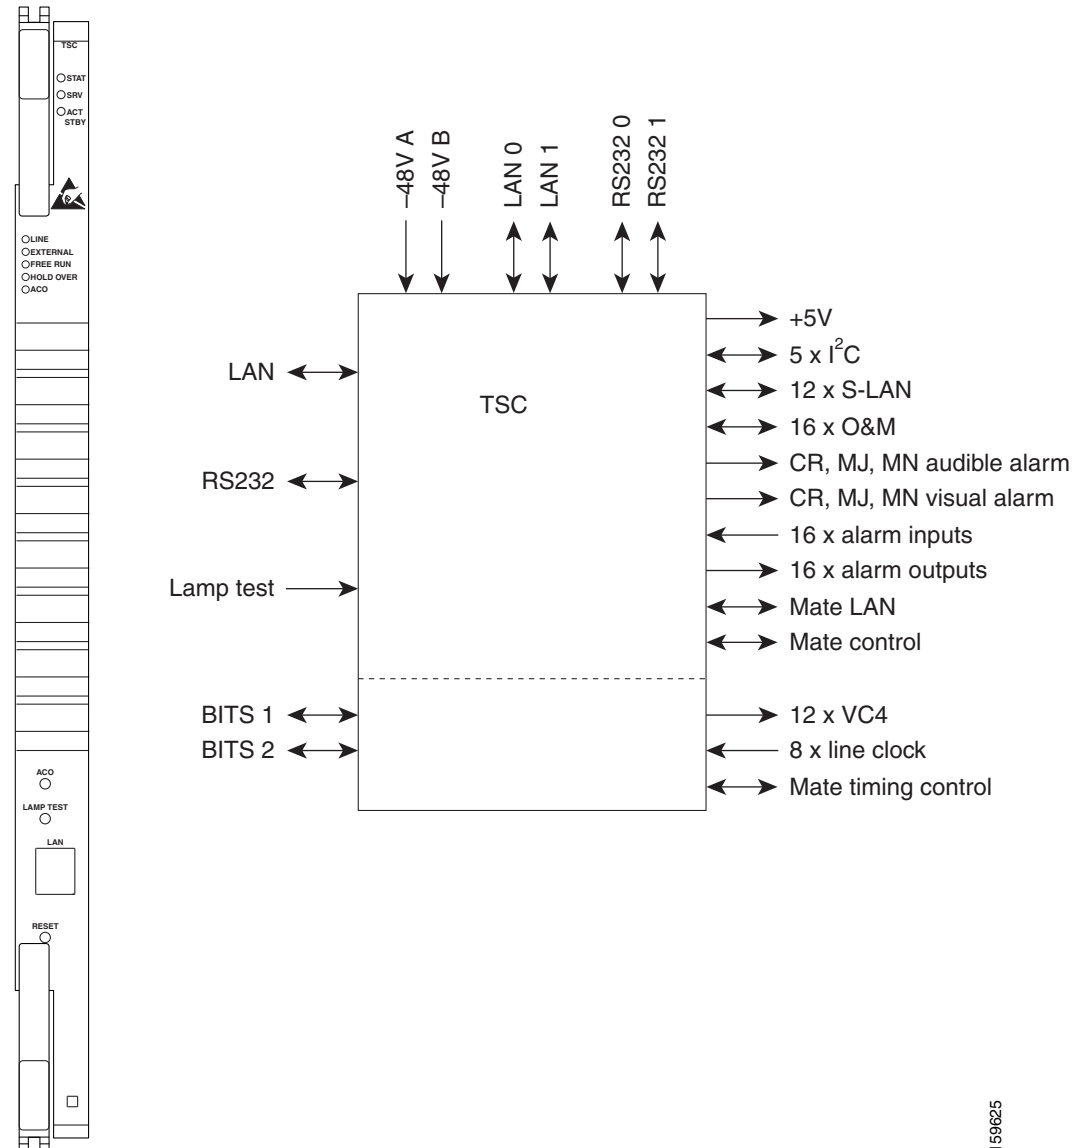 TSC
STAT
SRV
ACT
STBY
LINE
EXTERNAL
FREE RUN
HOLD OVER
ACO
ACO
LAMP TEST
LAN
RESET
–48V A
–48V B
LAN 0
LAN 1
RS232 0
RS232 1
LAN
RS232
Lamp test
BITS 1
BITS 2
TSC
+5V
5 x I²C
12 x S-LAN
16 x O&M
CR, MJ, MN audible alarm
CR, MJ, MN visual alarm
16 x alarm inputs
16 x alarm outputs
Mate LAN
Mate control
12 x VC4
8 x line clock
Mate timing control
159625